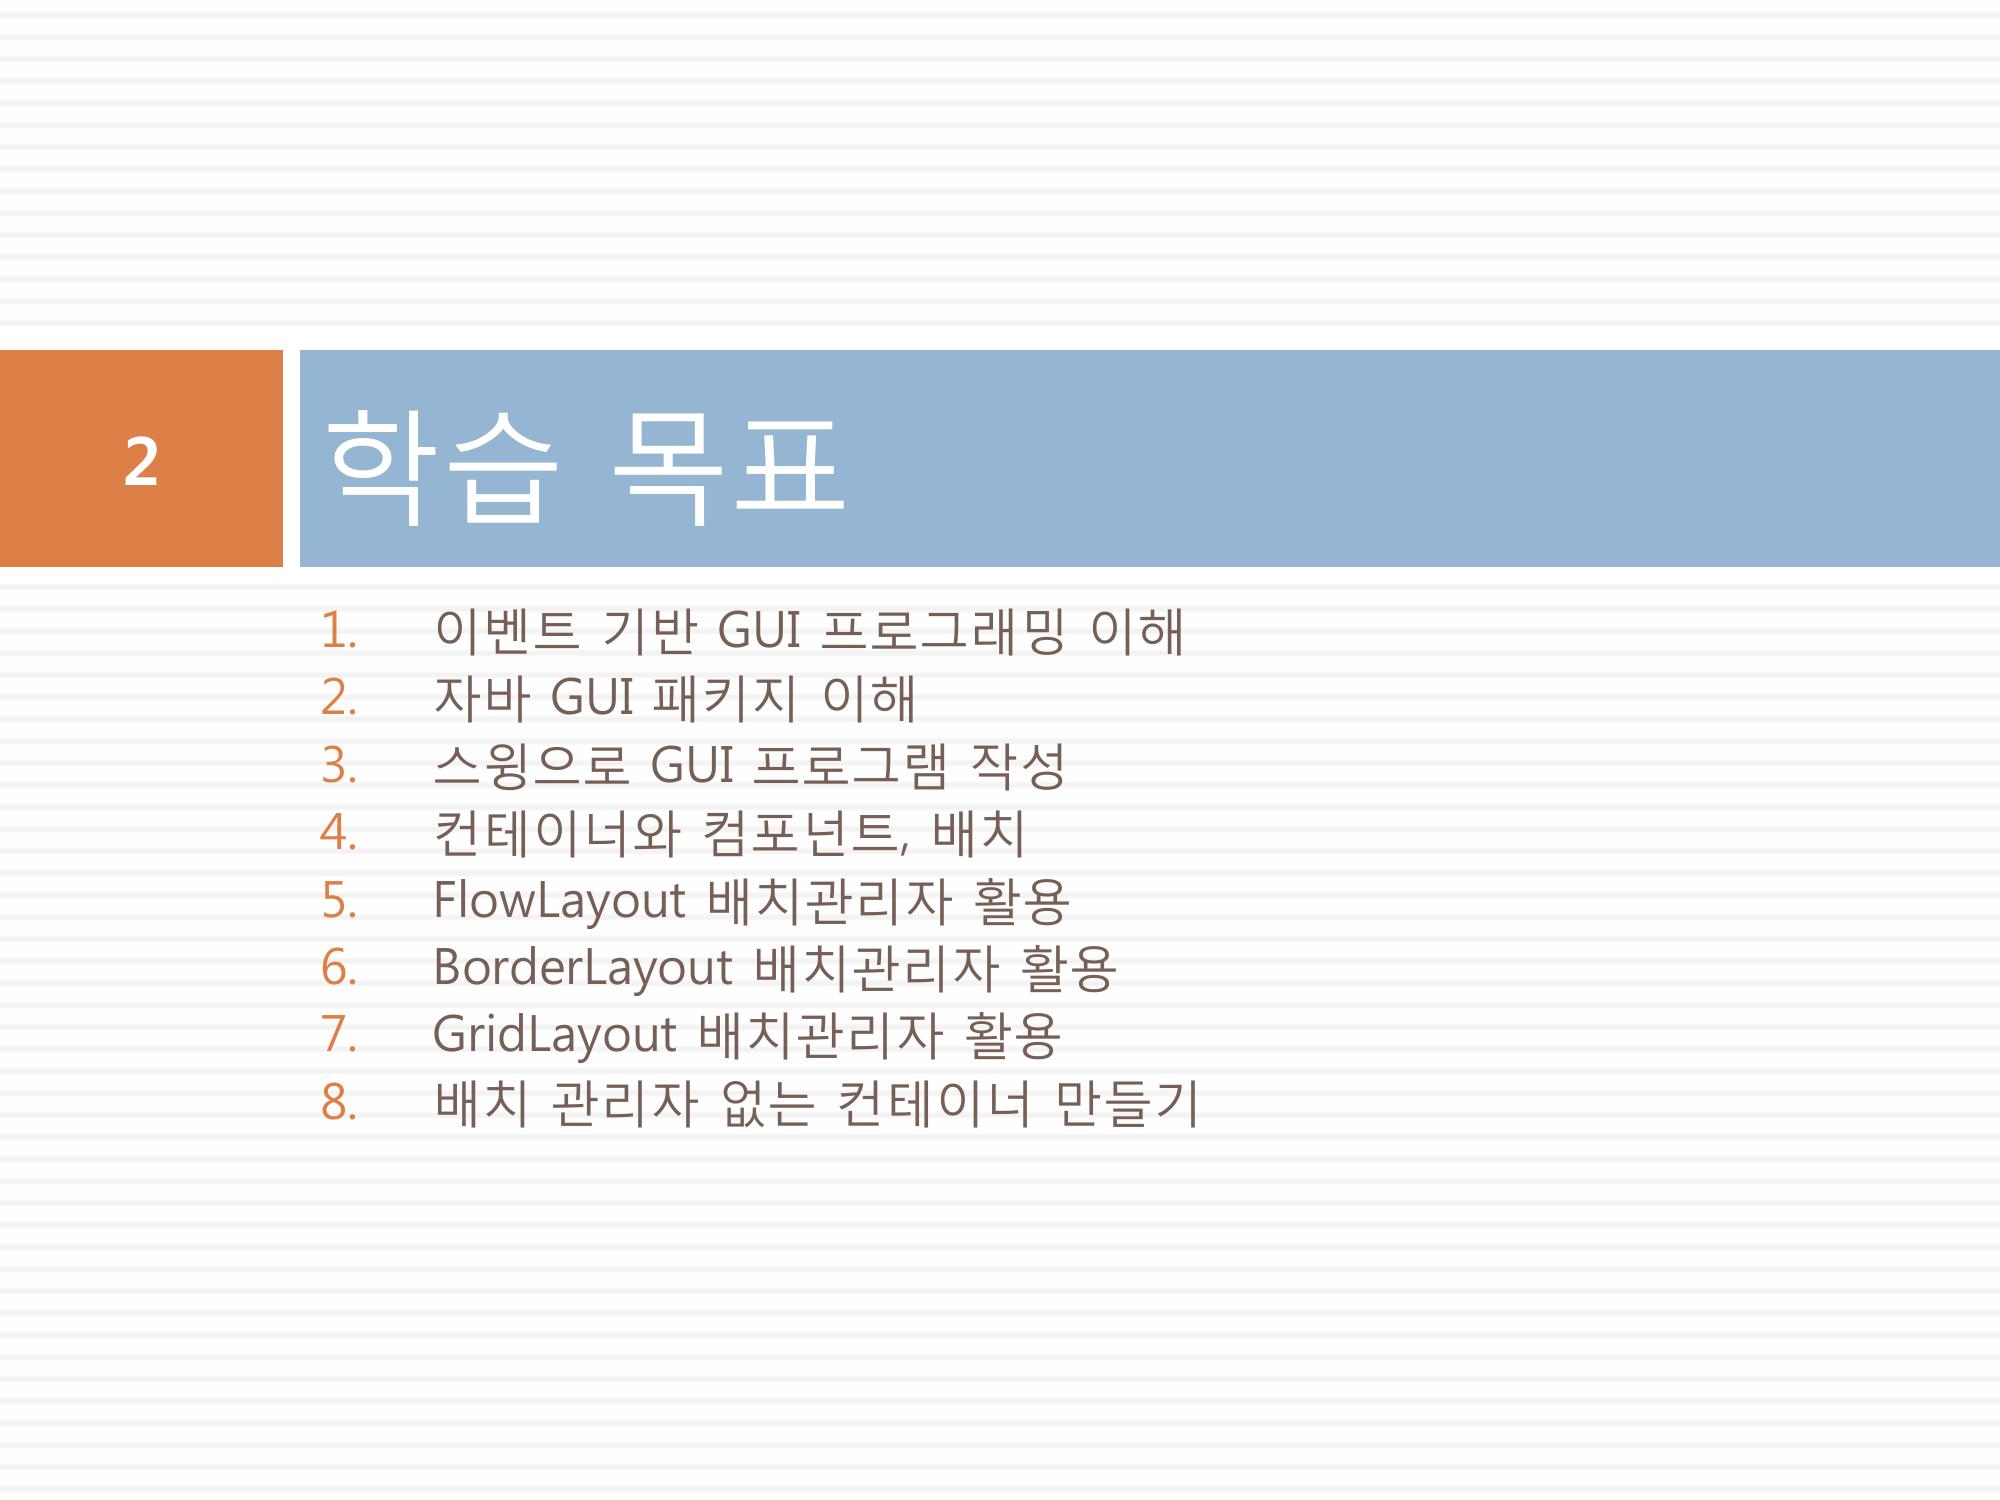 2
학습 목표
1. 이벤트 기반 GUI 프로그래밍 이해
2. 자바 GUI 패키지 이해
3. 스윙으로 GUI 프로그램 작성
4. 컨테이너와 컴포넌트, 배치
5. FlowLayout 배치관리자 활용
6. BorderLayout 배치관리자 활용
7. GridLayout 배치관리자 활용
8. 배치 관리자 없는 컨테이너 만들기